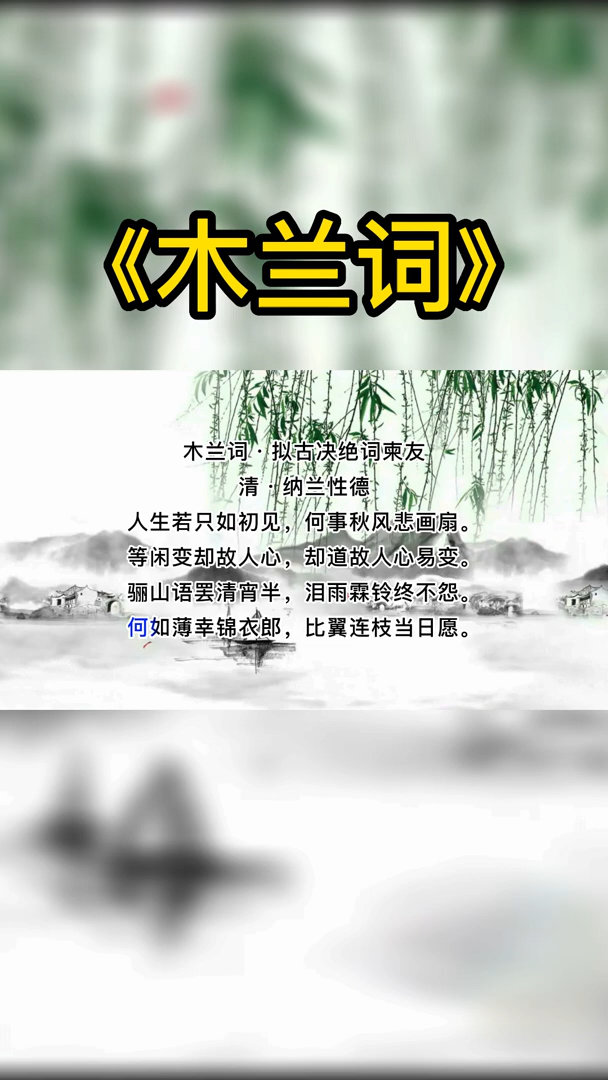 《木兰词》
木兰词·拟古决绝词柬友
清·纳兰性德
人生若只如初见，何事秋风悲画扇。
等闲变却故人心，却道故人心易变。
骊山语罢清宵半，泪雨霖铃终不怨。
何如薄幸锦衣郎，比翼连枝当日愿。